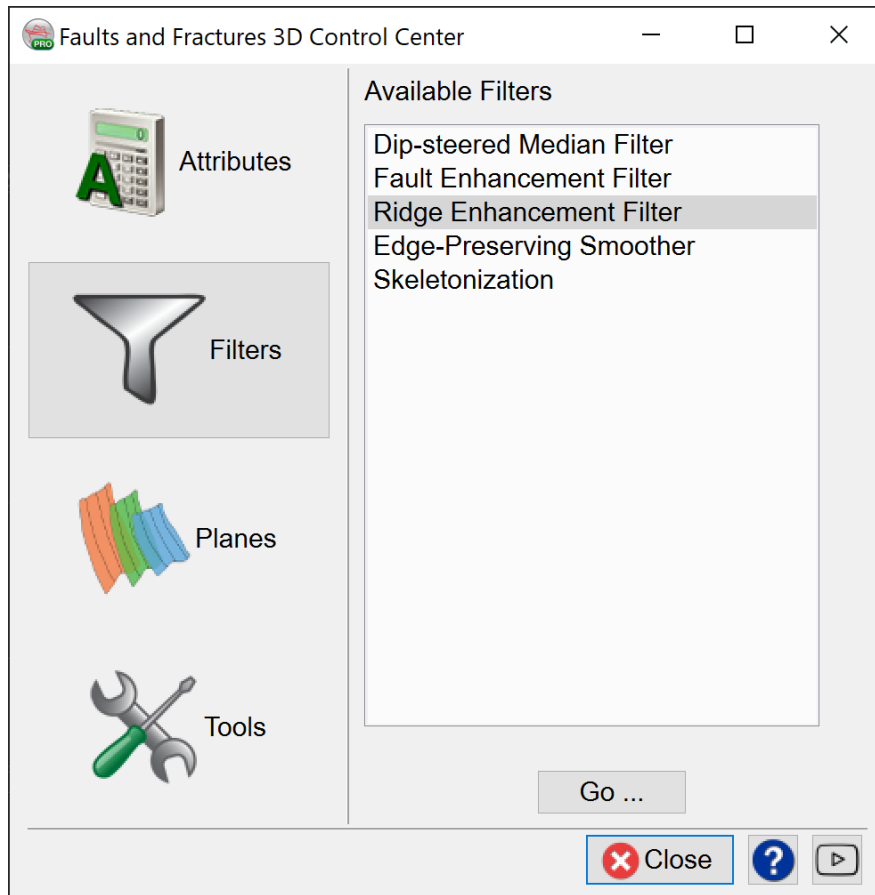 PRO
Faults and Fractures 3D Control Center
Attributes
Filters
Planes
Tools
Available Filters
Dip-steered Median Filter
Fault Enhancement Filter
Ridge Enhancement Filter
Edge-Preserving Smoother
Skeletonization
Go ...
Close
?